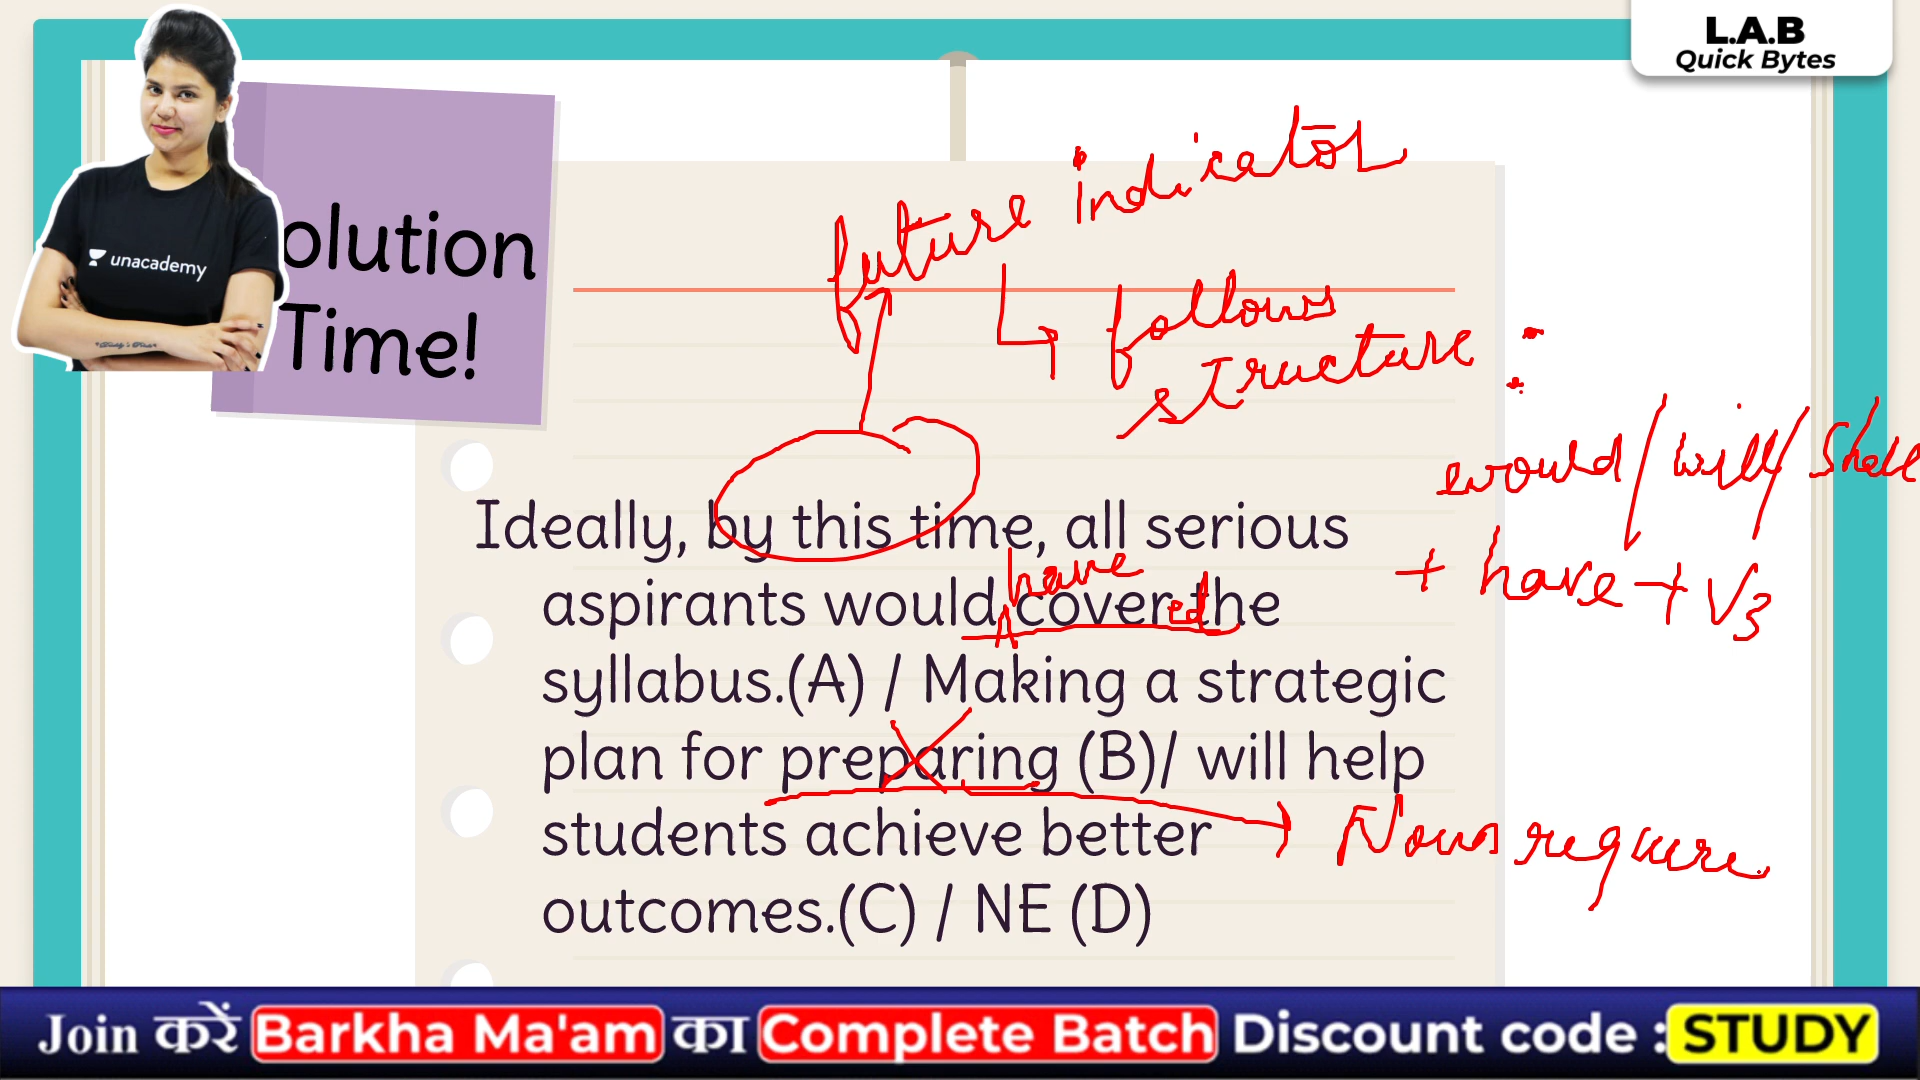 L.A.B
Quick Bytes
unacademy
olution
Time!
future indicator
follows
structure :
would / will / Shall
+ have + V3
Ideally, by this time, all serious
have
aspirants would cover the
ed
syllabus.(A) / Making a strategic
plan for preparing (B)/ will help
students achieve better
Noun require
outcomes.(C) / NE (D)
Join करें Barkha Ma'am का Complete Batch Discount code : STUDY